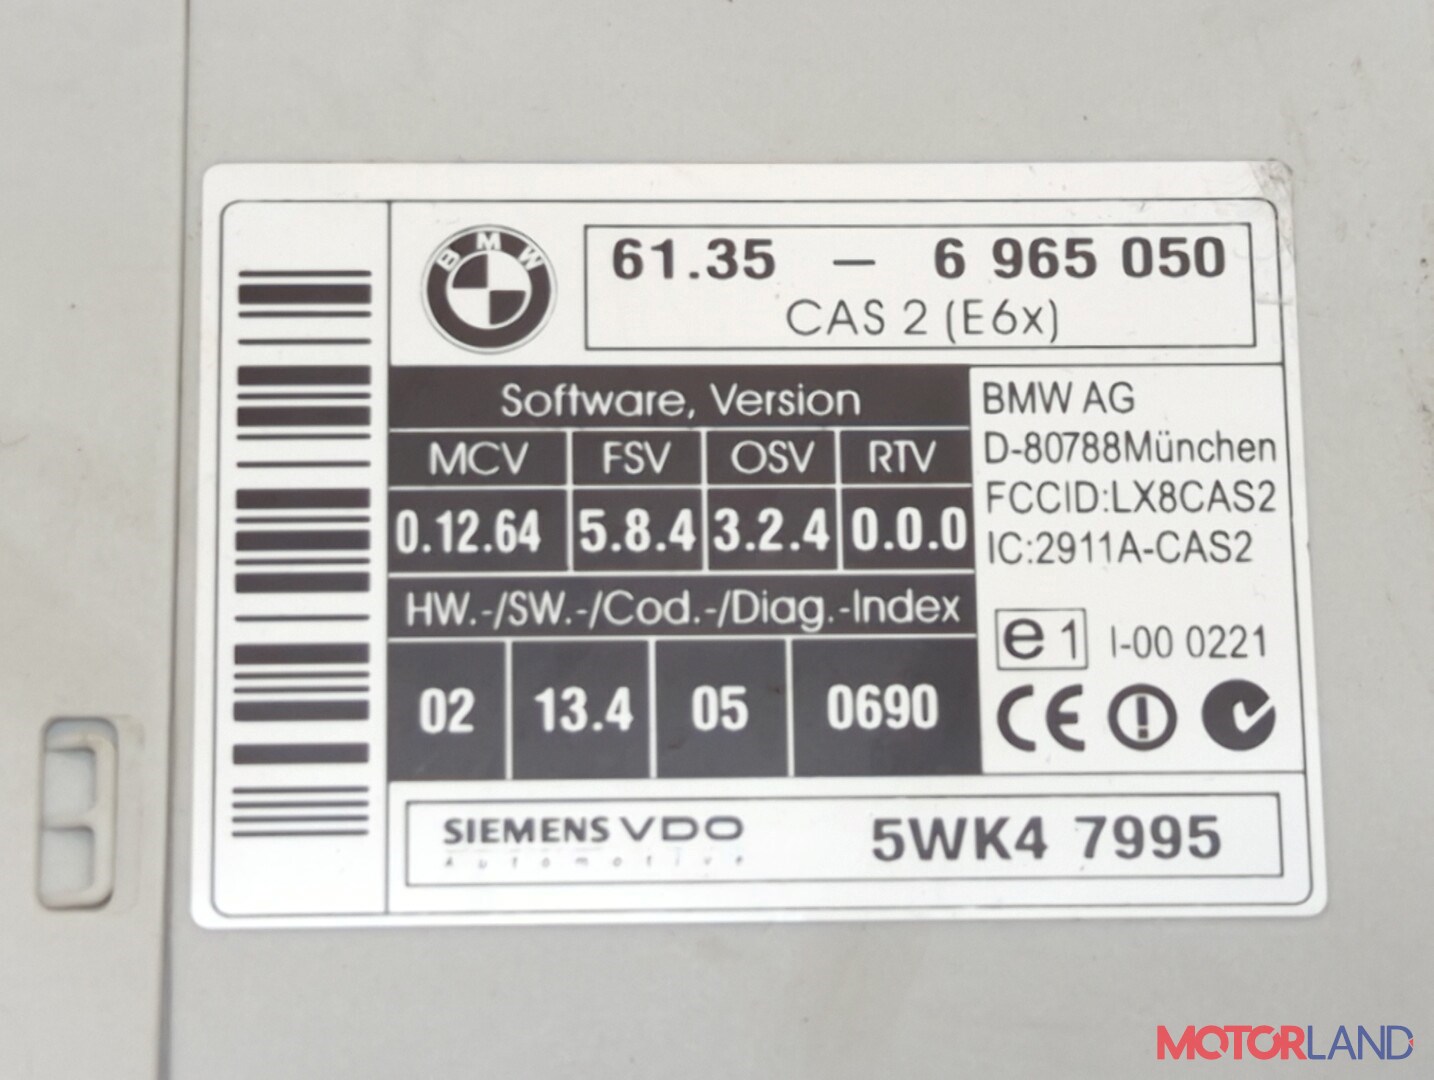 BMW
61.35 – 6 965 050
CAS 2 (E6x)
Software, Version
MCV FSV OSV RTV
0.12.64 5.8.4 3.2.4 0.0.0
HW.-/SW.-/Cod.-/Diag.-Index
02 13.4 05 0690
BMW AG
D-80788München
FCCID:LX8CAS2
IC:2911A-CAS2
e1 I-00 0221
CE
SIEMENS VDO
Automotive
5WK4 7995
MOTORLAND